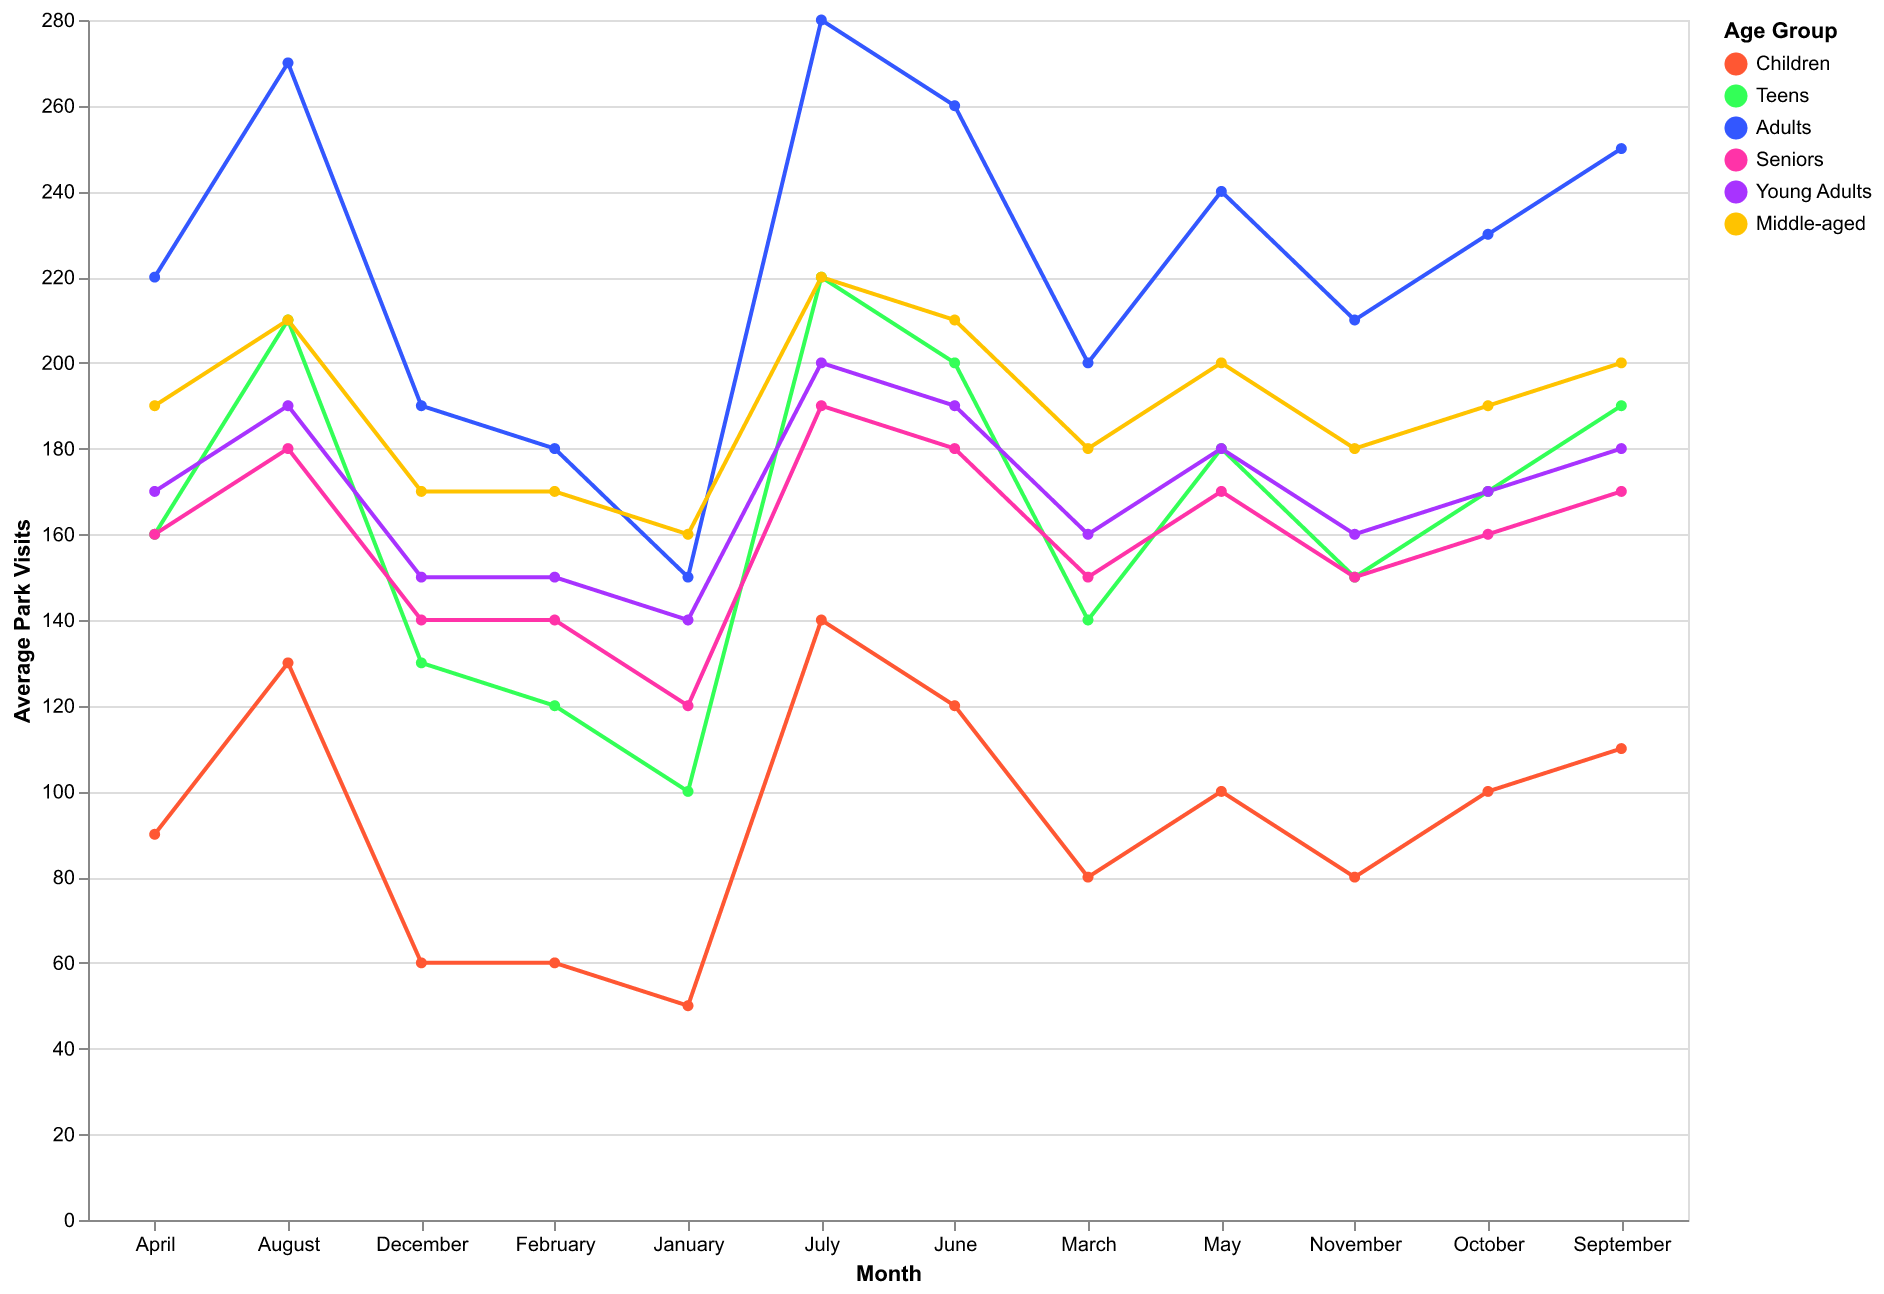 280
260
240
220
200
180
160
140
120
100
80
60
40
20
0
Average Park Visits
April August December February January July June March May November October September
Month
Age Group
Children
Teens
Adults
Seniors
Young Adults
Middle-aged